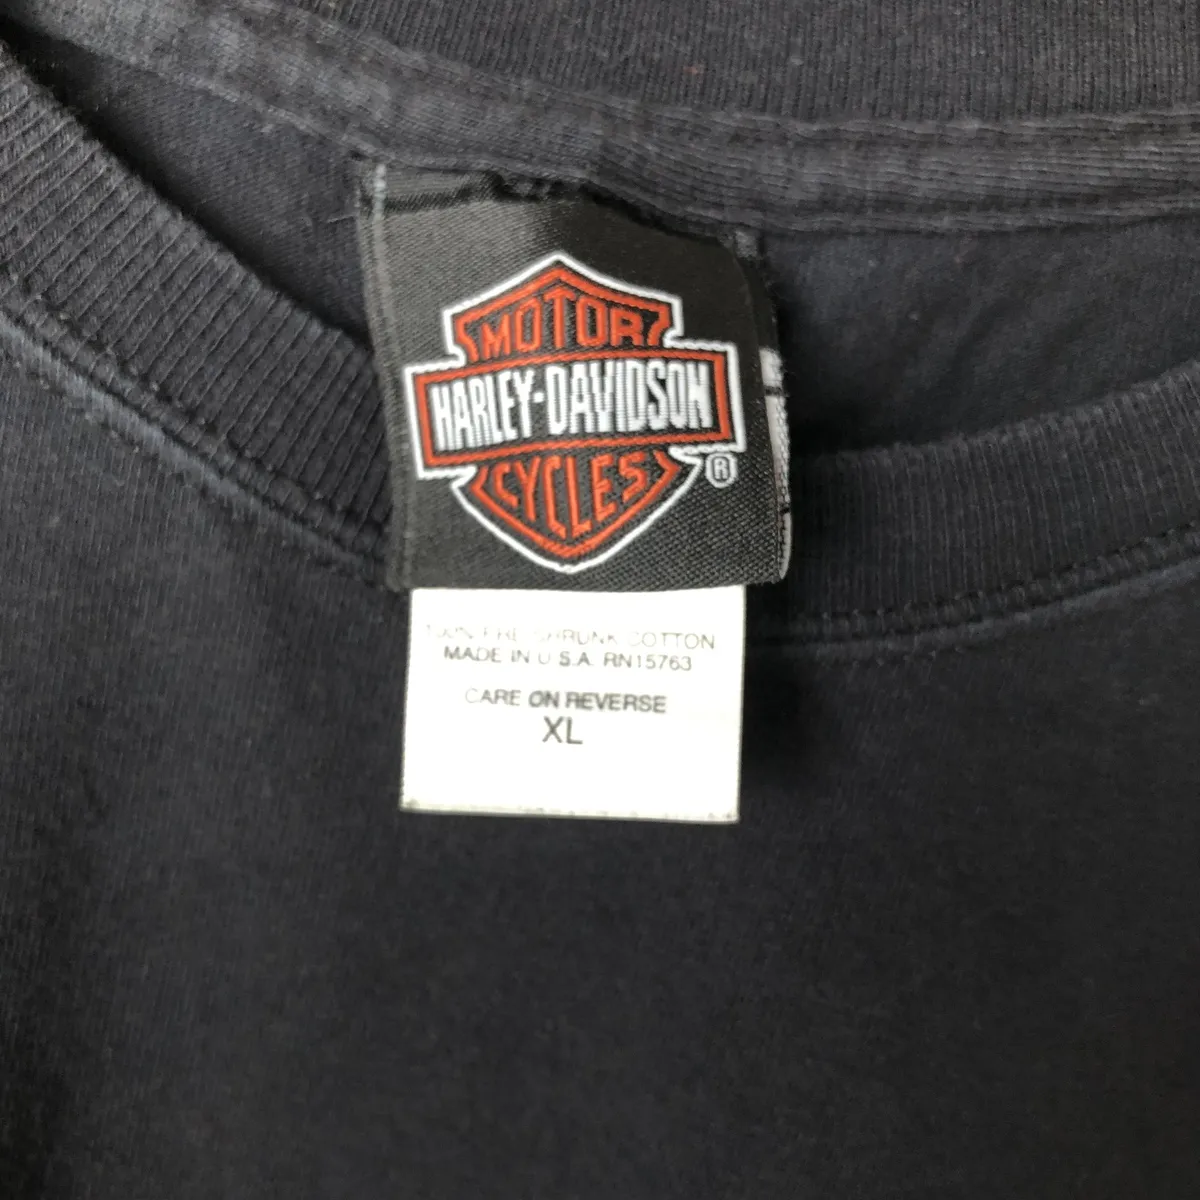 MOTOR
HARLEY-DAVIDSON
CYCLES
®
100% PRE-SHRUNK COTTON
MADE IN U.S.A. RN15763
CARE ON REVERSE
XL